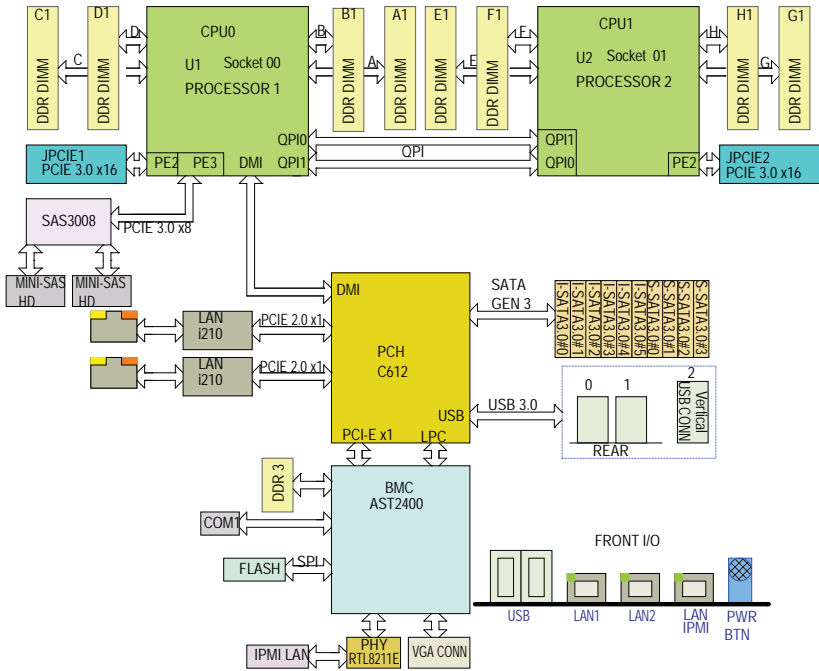 C1
D1
DDR DIMM
DDR DIMM
C
D
CPU0
U1 Socket 00
PROCESSOR 1
B
A
B1
A1
E1
F1
DDR DIMM
DDR DIMM
DDR DIMM
DDR DIMM
E
F
CPU1
U2 Socket 01
PROCESSOR 2
H
G
H1
G1
DDR DIMM
DDR DIMM
QPI0
QPI1
QPI
QPI1
QPI0
JPCIE1
PCIE 3.0 x16
PE2
PE3
DMI
PE2
JPCIE2
PCIE 3.0 x16
SAS3008
PCIE 3.0 x8
MINI-SAS
HD
MINI-SAS
HD
DMI
PCH
C612
USB
PCI-E x1
LPC
LAN
i210
PCIE 2.0 x1
LAN
i210
PCIE 2.0 x1
SATA
GEN 3
I-SATA3.0#0
I-SATA3.0#1
I-SATA3.0#2
I-SATA3.0#3
I-SATA3.0#4
I-SATA3.0#5
S-SATA3.0#0
S-SATA3.0#1
S-SATA3.0#2
S-SATA3.0#3
USB 3.0
0
1
2
Vertical
USB CONN
REAR
DDR 3
BMC
AST2400
COM1
FLASH
SPI
IPMI LAN
PHY
RTL8211E
VGA CONN
FRONT I/O
USB
LAN1
LAN2
LAN
IPMI
PWR
BTN